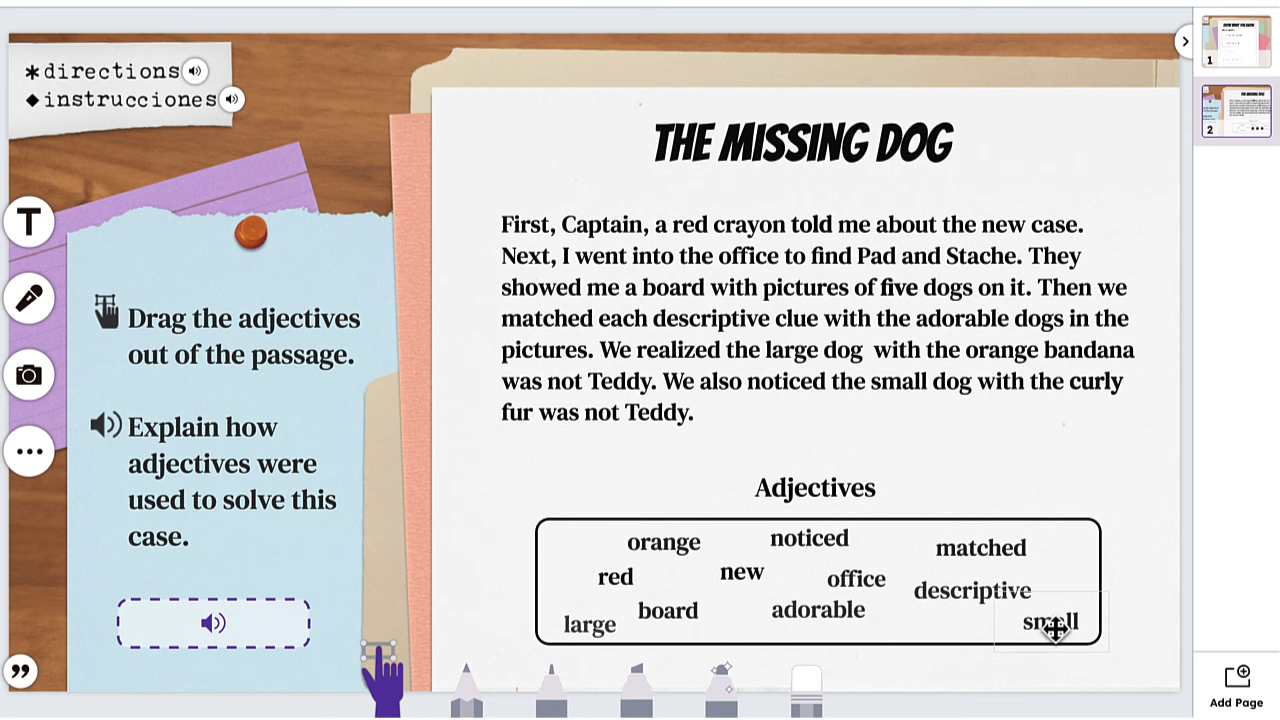 *directions
◆instrucciones
T
Drag the adjectives
out of the passage.
Explain how
adjectives were
used to solve this
case.
THE MISSING DOG
First, Captain, a red crayon told me about the new case.
Next, I went into the office to find Pad and Stache. They
showed me a board with pictures of five dogs on it. Then we
matched each descriptive clue with the adorable dogs in the
pictures. We realized the large dog  with the orange bandana
was not Teddy. We also noticed the small dog with the curly
fur was not Teddy.
Adjectives
orange noticed matched
red new office descriptive
large board adorable small
1
THE MISSING DOG
2
Add Page